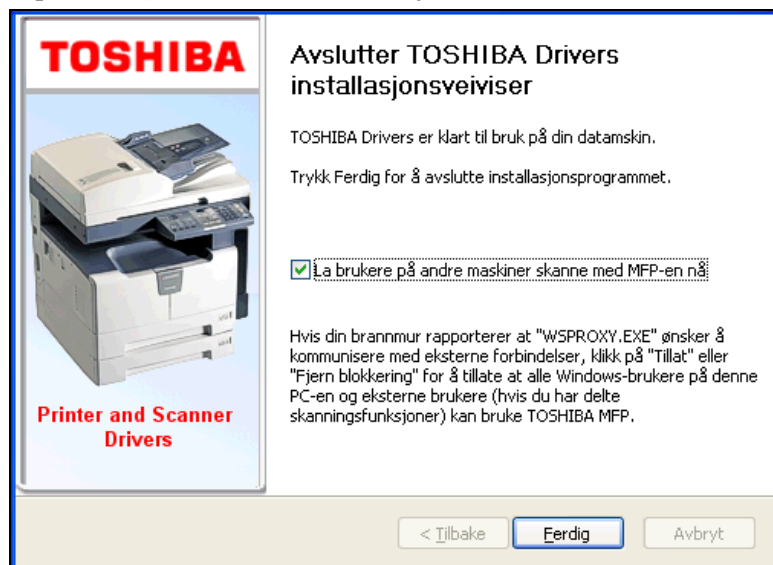 TOSHIBA
Printer and Scanner
Drivers
Avslutter TOSHIBA Drivers
installasjonsveiviser
TOSHIBA Drivers er klart til bruk på din datamskin.
Trykk Ferdig for å avslutte installasjonsprogrammet.
La brukere på andre maskiner skanne med MFP-en nå
Hvis din brannmur rapporterer at "WSPROXY.EXE" ønsker å
kommunisere med eksterne forbindelser, klikk på "Tillat" eller
"Fjern blokkering" for å tillate at alle Windows-brukere på denne
PC-en og eksterne brukere (hvis du har delte
skanningsfunksjoner) kan bruke TOSHIBA MFP.
< Tilbake
Ferdig
Avbryt